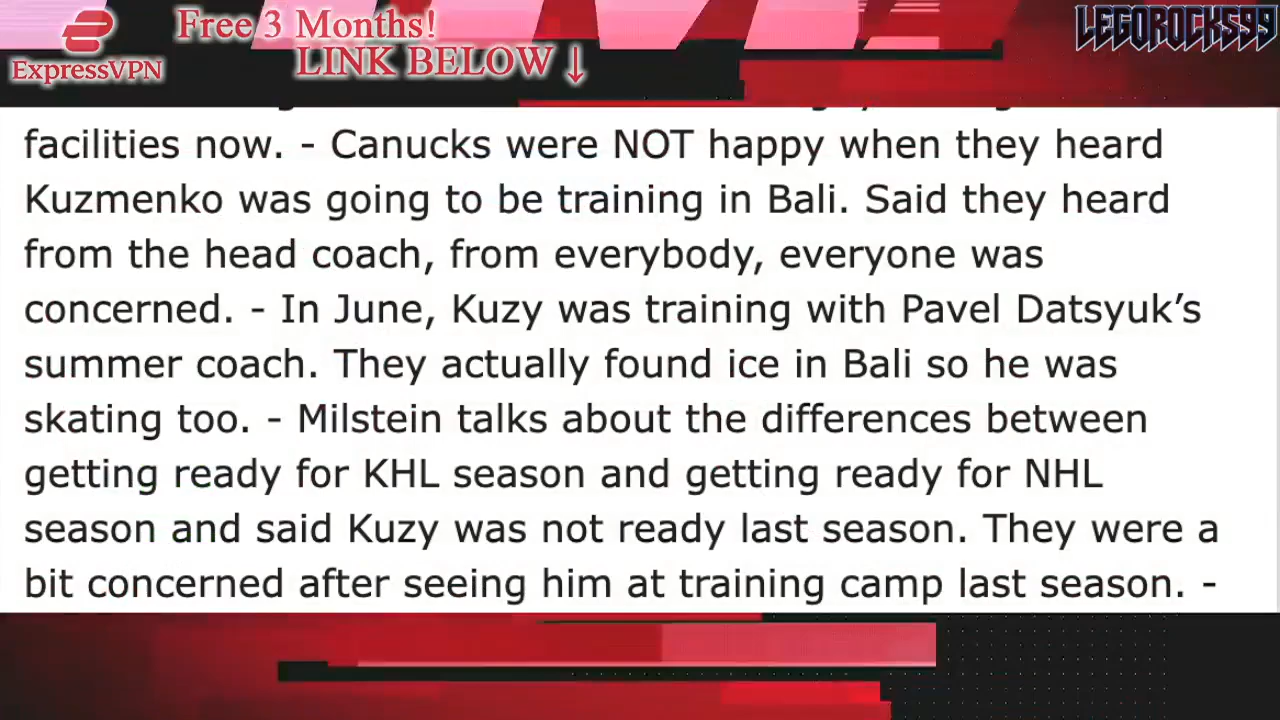 Free 3 Months!
LINK BELOW ↓
ExpressVPN
LEGOROCKS99
facilities now. - Canucks were NOT happy when they heard
Kuzmenko was going to be training in Bali. Said they heard
from the head coach, from everybody, everyone was
concerned. - In June, Kuzy was training with Pavel Datsyuk’s
summer coach. They actually found ice in Bali so he was
skating too. - Milstein talks about the differences between
getting ready for KHL season and getting ready for NHL
season and said Kuzy was not ready last season. They were a
bit concerned after seeing him at training camp last season. -